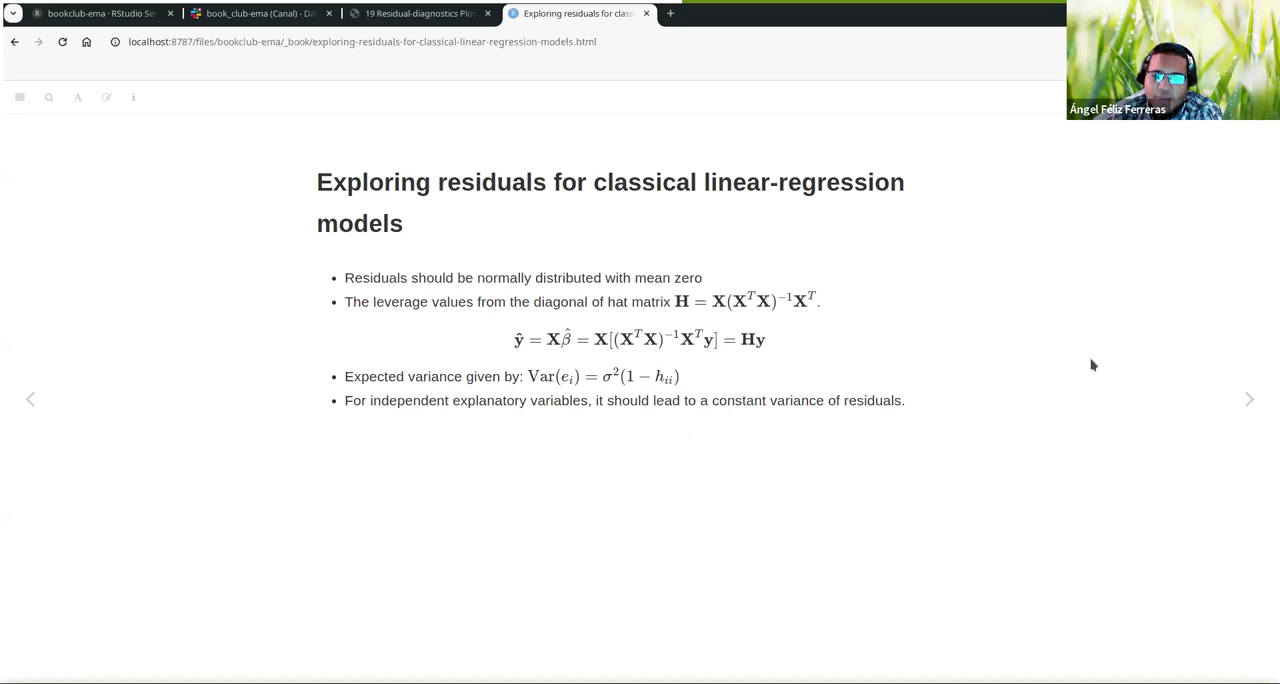 bookclub-ema · RStudio Ser
book_club-ema (Canal) - Dat
19 Residual-diagnostics Plot
Exploring residuals for class
localhost:8787/files/bookclub-ema/_book/exploring-residuals-for-classical-linear-regression-models.html
Ángel Féliz Ferreras
Exploring residuals for classical linear-regression
models
• Residuals should be normally distributed with mean zero
• The leverage values from the diagonal of hat matrix H = X(X^T X)^−1 X^T.
ŷ = Xβ̂ = X[(X^T X)^−1 X^T y] = Hy
• Expected variance given by: Var(e_i) = σ^2(1 − h_ii)
• For independent explanatory variables, it should lead to a constant variance of residuals.